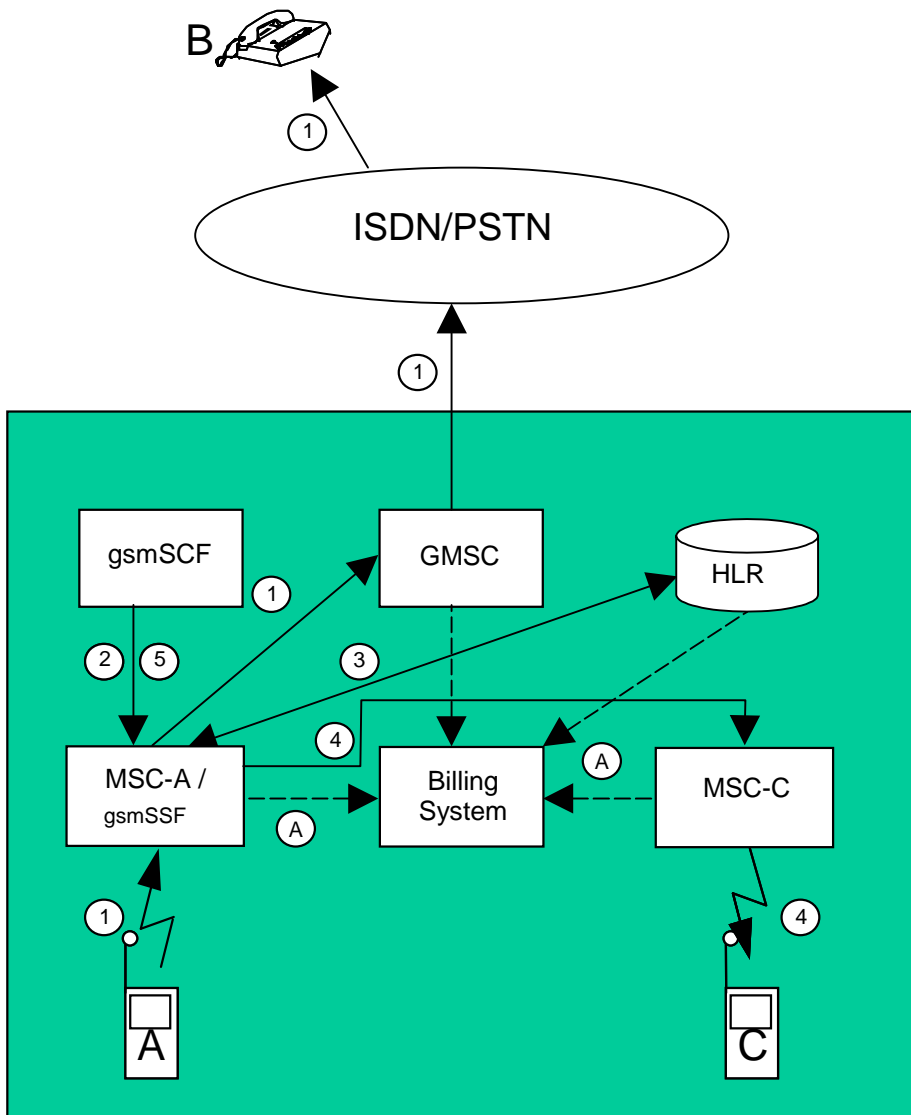 B
1
ISDN/PSTN
1
gsmSCF
GMSC
HLR
1
2
5
3
4
MSC-A /
gsmSSF
Billing
System
MSC-C
A
A
1
4
A
C